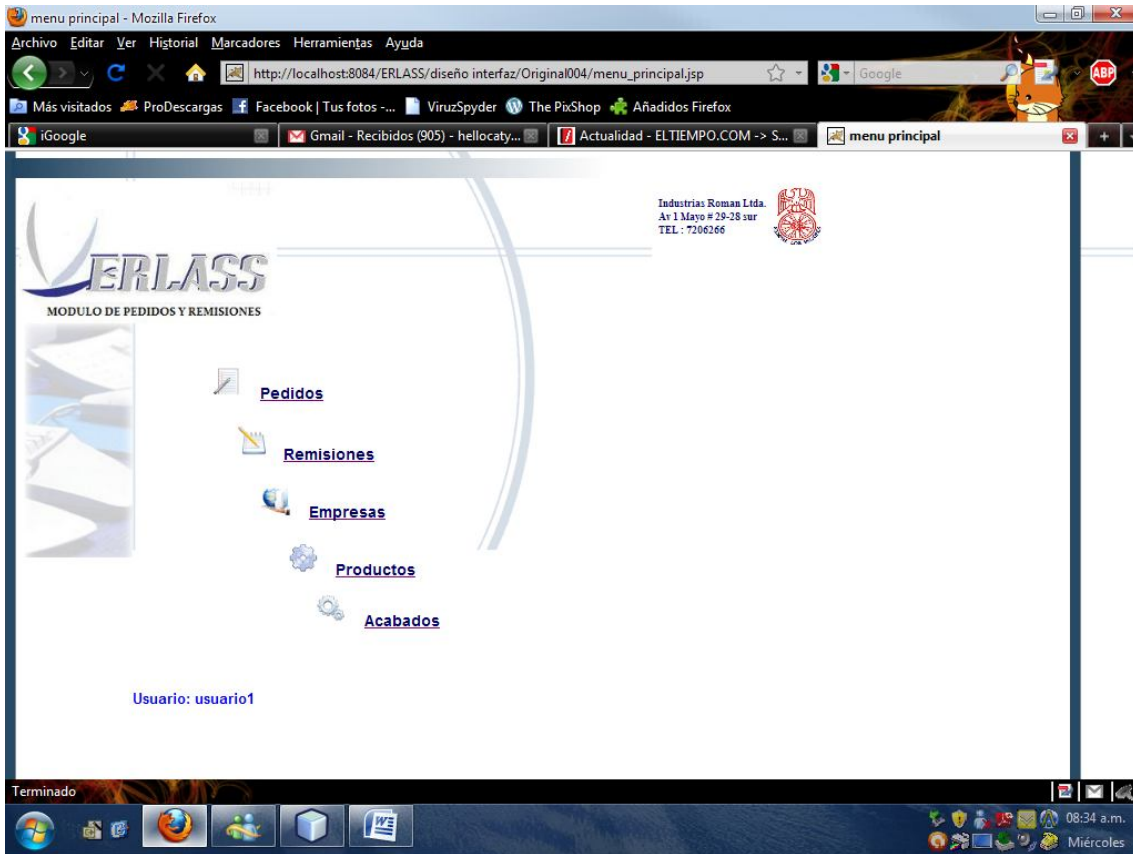 menu principal - Mozilla Firefox
Archivo Editar Ver Historial Marcadores Herramientas Ayuda
http://localhost:8084/ERLASS/diseño interfaz/Original004/menu_principal.jsp
Google
ABP
Más visitados ProDescargas Facebook | Tus fotos -... ViruzSpyder The PixShop Añadidos Firefox
iGoogle
Gmail - Recibidos (905) - hellocaty...
Actualidad - ELTIEMPO.COM -> S...
menu principal
Industrias Roman Ltda.
Av 1 Mayo # 29-28 sur
TEL : 7206266
ERLASS
MODULO DE PEDIDOS Y REMISIONES
Pedidos
Remisiones
Empresas
Productos
Acabados
Usuario: usuario1
Terminado
08:34 a.m.
Miércoles